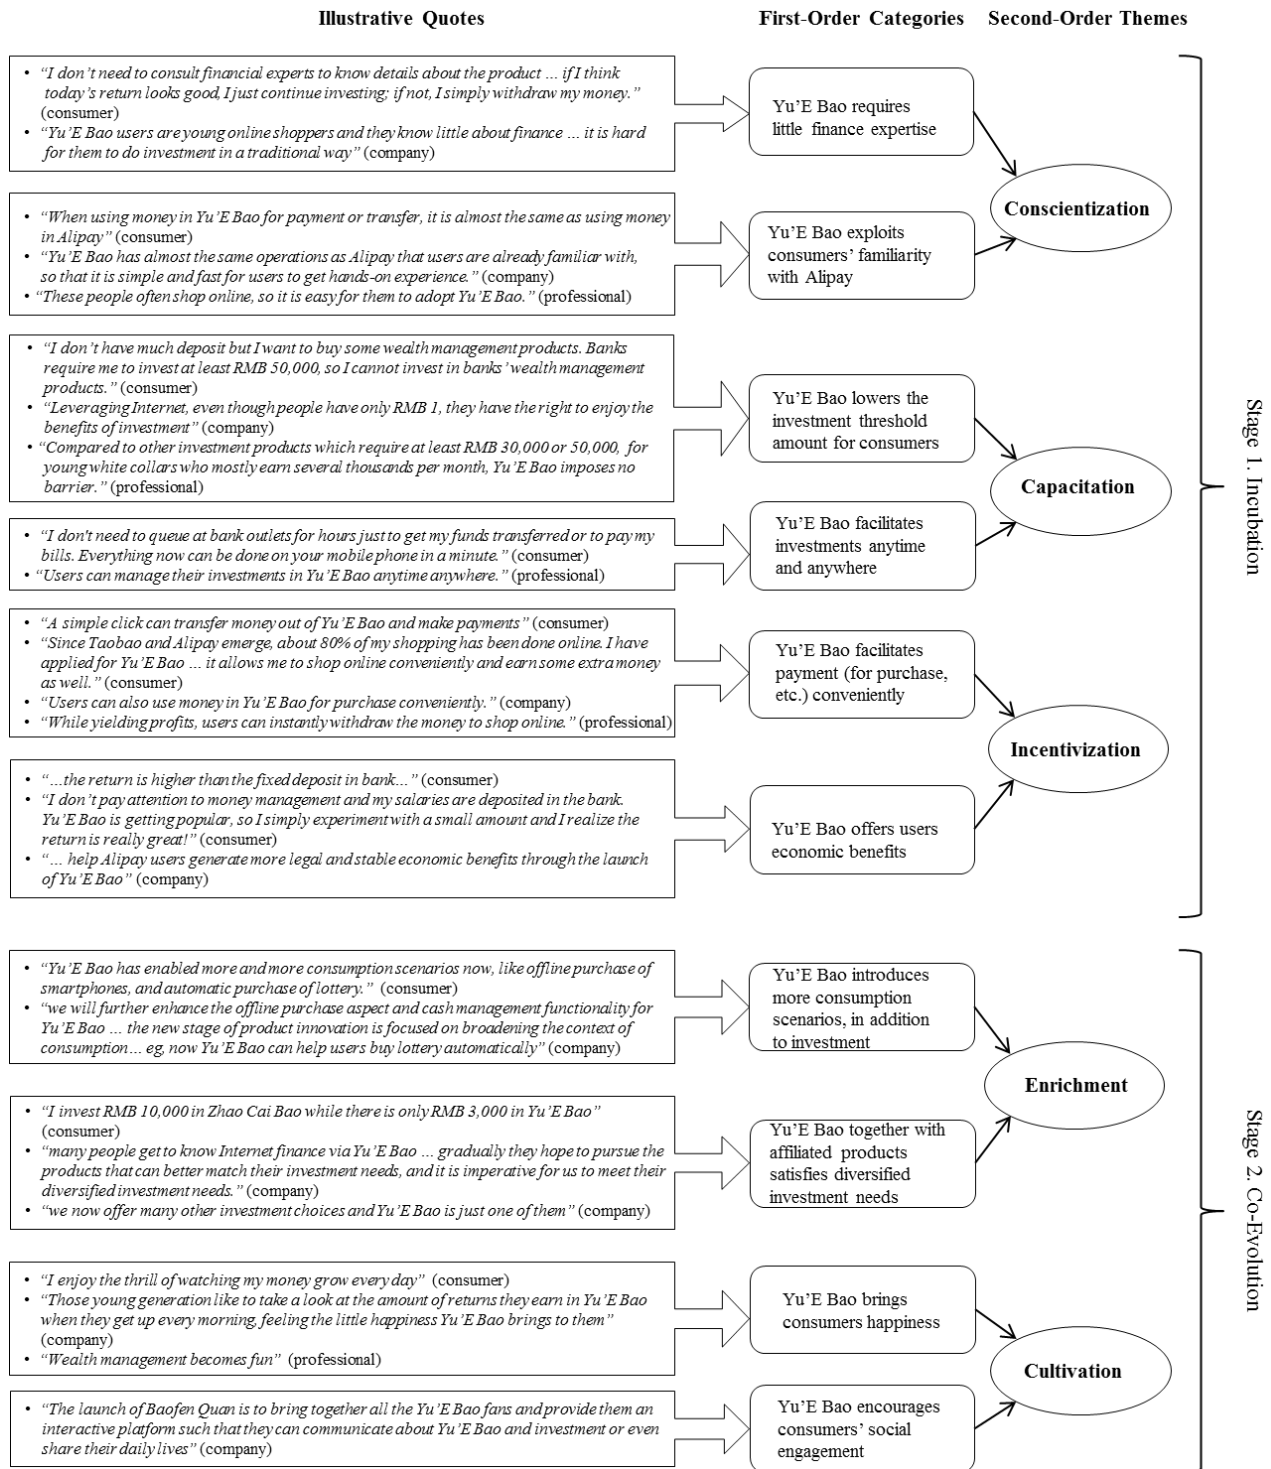 Illustrative Quotes
First-Order Categories
Second-Order Themes
• “I don’t need to consult financial experts to know details about the product … if I think
today’s return looks good, I just continue investing; if not, I simply withdraw my money.”
(consumer)
• “Yu’E Bao users are young online shoppers and they know little about finance … it is hard
for them to do investment in a traditional way” (company)
Yu’E Bao requires
little finance expertise
• “When using money in Yu’E Bao for payment or transfer, it is almost the same as using money
in Alipay” (consumer)
• “Yu’E Bao has almost the same operations as Alipay that users are already familiar with,
so that it is simple and fast for users to get hands-on experience.” (company)
• “These people often shop online, so it is easy for them to adopt Yu’E Bao.” (professional)
Yu’E Bao exploits
consumers’ familiarity
with Alipay
Conscientization
• “I don’t have much deposit but I want to buy some wealth management products. Banks
require me to invest at least RMB 50,000, so I cannot invest in banks’ wealth management
products.” (consumer)
• “Leveraging Internet, even though people have only RMB 1, they have the right to enjoy the
benefits of investment” (company)
• “Compared to other investment products which require at least RMB 30,000 or 50,000, for
young white collars who mostly earn several thousands per month, Yu’E Bao imposes no
barrier.” (professional)
Yu’E Bao lowers the
investment threshold
amount for consumers
• “I don't need to queue at bank outlets for hours just to get my funds transferred or to pay my
bills. Everything now can be done on your mobile phone in a minute.” (consumer)
• “Users can manage their investments in Yu’E Bao anytime anywhere.” (professional)
Yu’E Bao facilitates
investments anytime
and anywhere
Capacitation
• “A simple click can transfer money out of Yu’E Bao and make payments” (consumer)
• “Since Taobao and Alipay emerge, about 80% of my shopping has been done online. I have
applied for Yu’E Bao … it allows me to shop online conveniently and earn some extra money
as well.” (consumer)
• “Users can also use money in Yu’E Bao for purchase conveniently.” (company)
• “While yielding profits, users can instantly withdraw the money to shop online.” (professional)
Yu’E Bao facilitates
payment (for purchase,
etc.) conveniently
• “…the return is higher than the fixed deposit in bank…” (consumer)
• “I don’t pay attention to money management and my salaries are deposited in the bank.
Yu’E Bao is getting popular, so I simply experiment with a small amount and I realize the
return is really great!” (consumer)
• “… help Alipay users generate more legal and stable economic benefits through the launch
of Yu’E Bao” (company)
Yu’E Bao offers users
economic benefits
Incentivization
Stage 1. Incubation
• “Yu’E Bao has enabled more and more consumption scenarios now, like offline purchase of
smartphones, and automatic purchase of lottery.” (consumer)
• “we will further enhance the offline purchase aspect and cash management functionality for
Yu’E Bao … the new stage of product innovation is focused on broadening the context of
consumption… eg, now Yu’E Bao can help users buy lottery automatically” (company)
Yu’E Bao introduces
more consumption
scenarios, in addition
to investment
• “I invest RMB 10,000 in Zhao Cai Bao while there is only RMB 3,000 in Yu’E Bao”
(consumer)
• “many people get to know Internet finance via Yu’E Bao … gradually they hope to pursue the
products that can better match their investment needs, and it is imperative for us to meet their
diversified investment needs.” (company)
• “we now offer many other investment choices and Yu’E Bao is just one of them” (company)
Yu’E Bao together with
affiliated products
satisfies diversified
investment needs
Enrichment
• “I enjoy the thrill of watching my money grow every day” (consumer)
• “Those young generation like to take a look at the amount of returns they earn in Yu’E Bao
when they get up every morning, feeling the little happiness Yu’E Bao brings to them”
(company)
• “Wealth management becomes fun” (professional)
Yu’E Bao brings
consumers happiness
• “The launch of Baofen Quan is to bring together all the Yu’E Bao fans and provide them an
interactive platform such that they can communicate about Yu’E Bao and investment or even
share their daily lives” (company)
Yu’E Bao encourages
consumers’ social
engagement
Cultivation
Stage 2. Co-Evolution